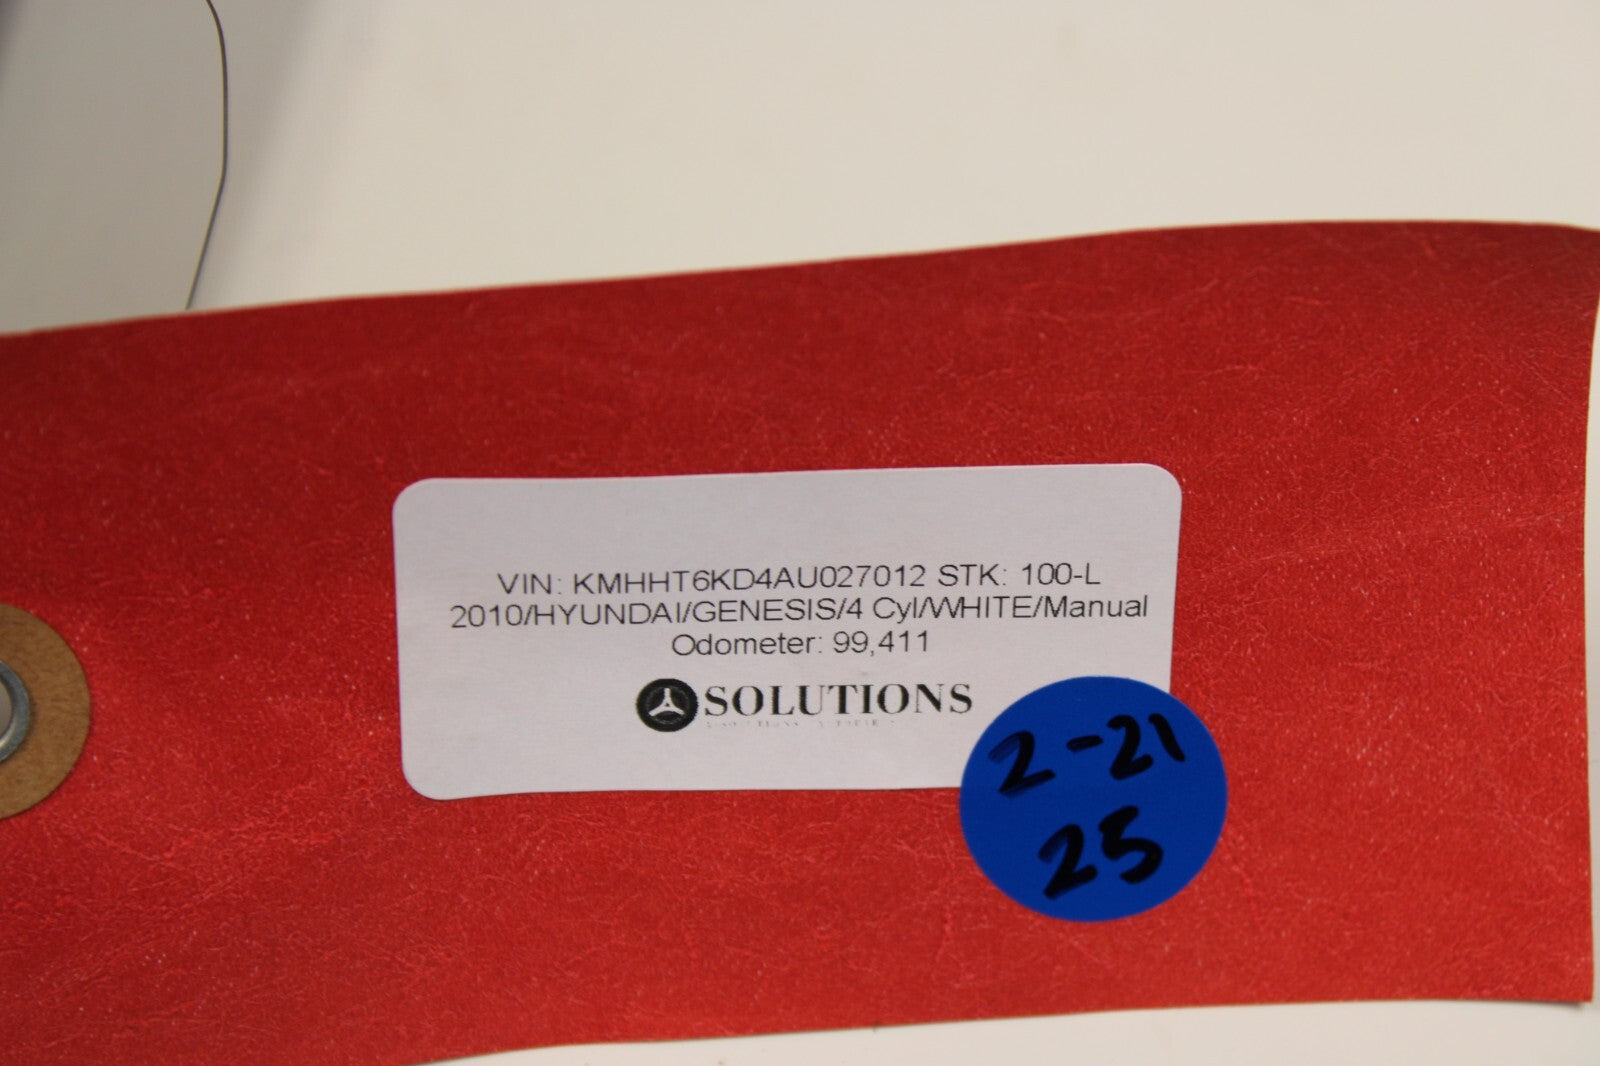 VIN: KMHHT6KD4AU027012 STK: 100-L
2010/HYUNDAI/GENESIS/4 Cyl/WHITE/Manual
Odometer: 99,411
SOLUTIONS
2-21
25